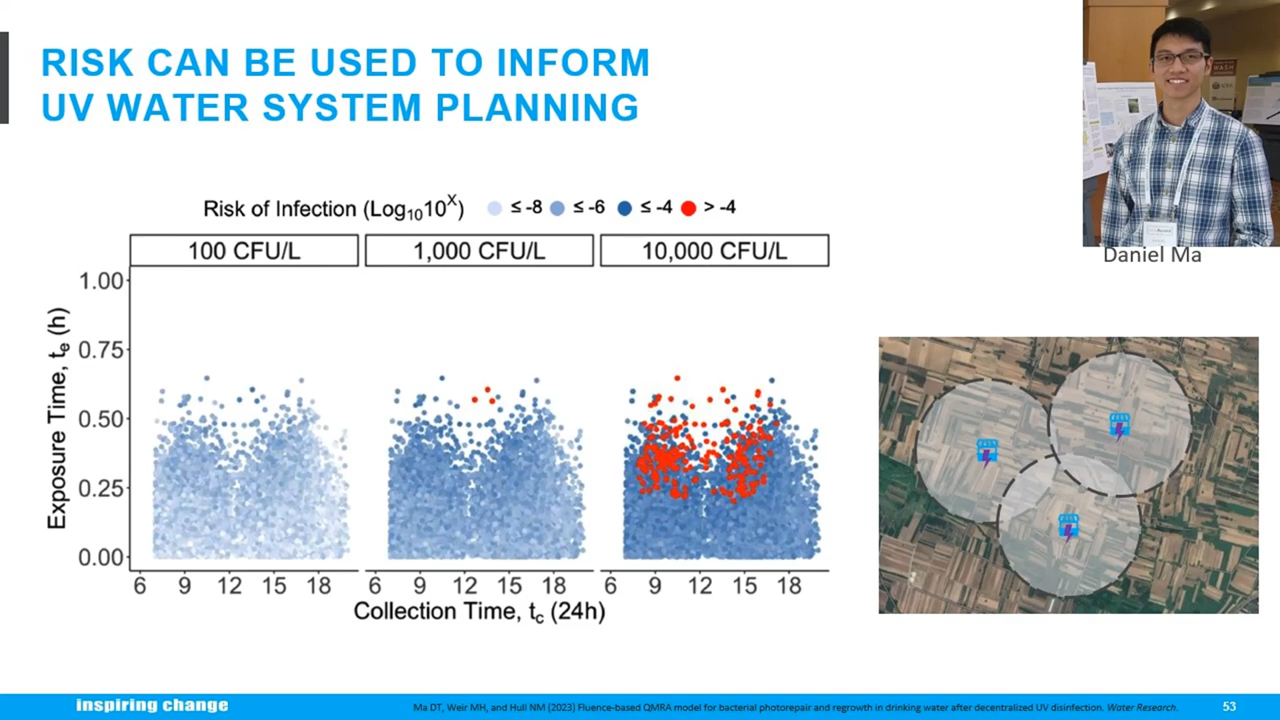 RISK CAN BE USED TO INFORM
UV WATER SYSTEM PLANNING
Daniel Ma
Risk of Infection (Log₁₀10ˣ) ≤ -8 ≤ -6 ≤ -4 > -4
100 CFU/L 1,000 CFU/L 10,000 CFU/L
Exposure Time, tₑ (h)
1.00
0.75
0.50
0.25
0.00
6 9 12 15 18 6 9 12 15 18 6 9 12 15 18
Collection Time, t_c (24h)
inspiring change
Ma DT, Weir MH, and Hull NM (2023) Fluence-based QMRA model for bacterial photorepair and regrowth in drinking water after decentralized UV disinfection. Water Research.
53